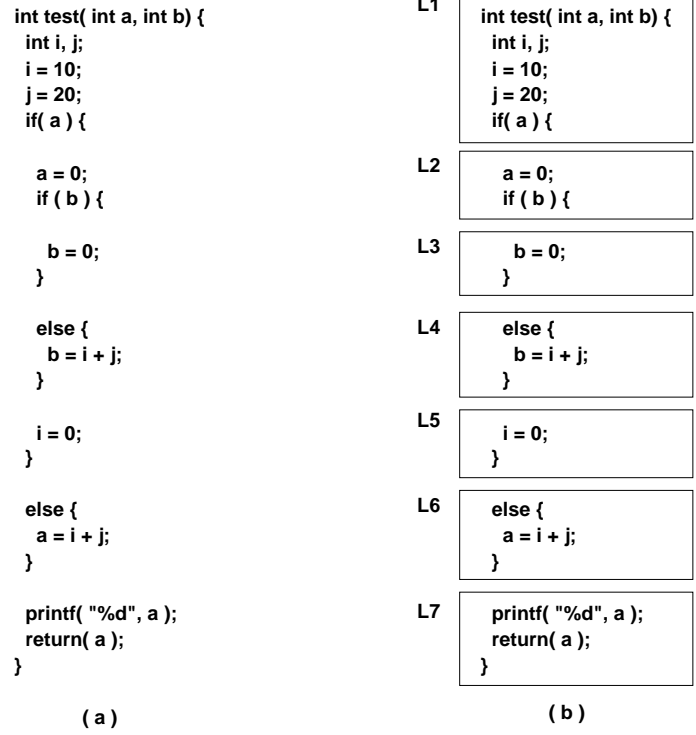 int test( int a, int b) {
int i, j;
i = 10;
j = 20;
if( a ) {
a = 0;
if ( b ) {
b = 0;
}
else {
b = i + j;
}
i = 0;
}
else {
a = i + j;
}
printf( "%d", a );
return( a );
}
( a )
L1
int test( int a, int b) {
int i, j;
i = 10;
j = 20;
if( a ) {
L2
a = 0;
if ( b ) {
L3
b = 0;
}
L4
else {
b = i + j;
}
L5
i = 0;
}
L6
else {
a = i + j;
}
L7
printf( "%d", a );
return( a );
}
( b )